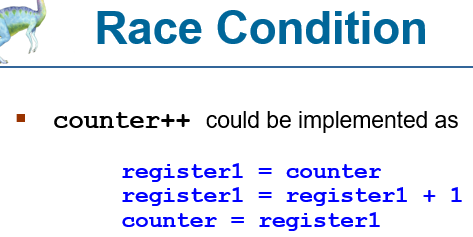 Race Condition
▪ counter++ could be implemented as
register1 = counter
register1 = register1 + 1
counter = register1